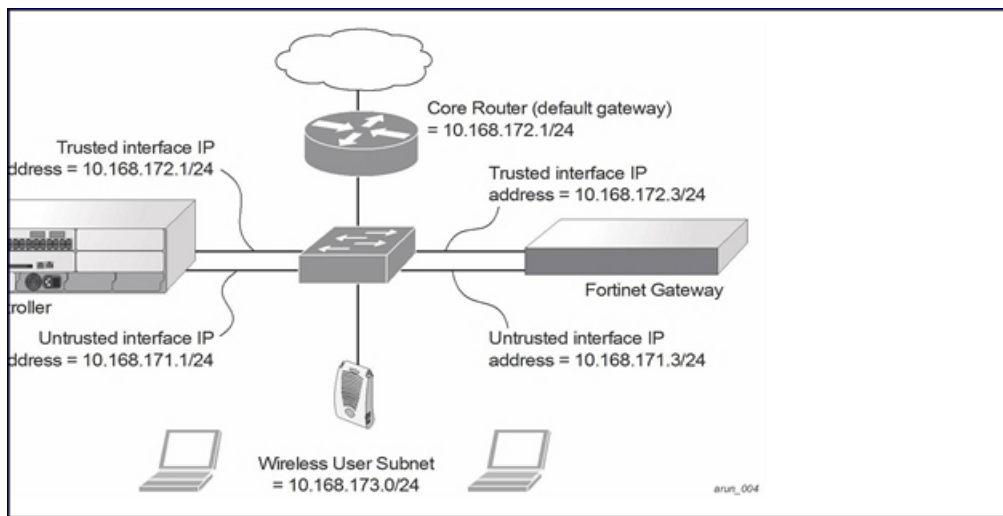 Core Router (default gateway)
= 10.168.172.1/24
Trusted interface IP
address = 10.168.172.1/24
Trusted interface IP
address = 10.168.172.3/24
Fortinet Gateway
troller
Untrusted interface IP
address = 10.168.171.1/24
Untrusted interface IP
address = 10.168.171.3/24
Wireless User Subnet
= 10.168.173.0/24
arun_004